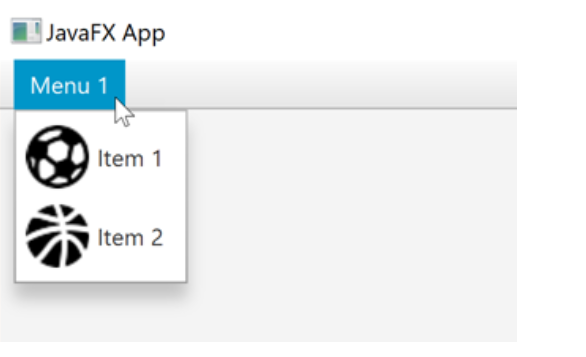 JavaFX App
Menu 1
Item 1
Item 2